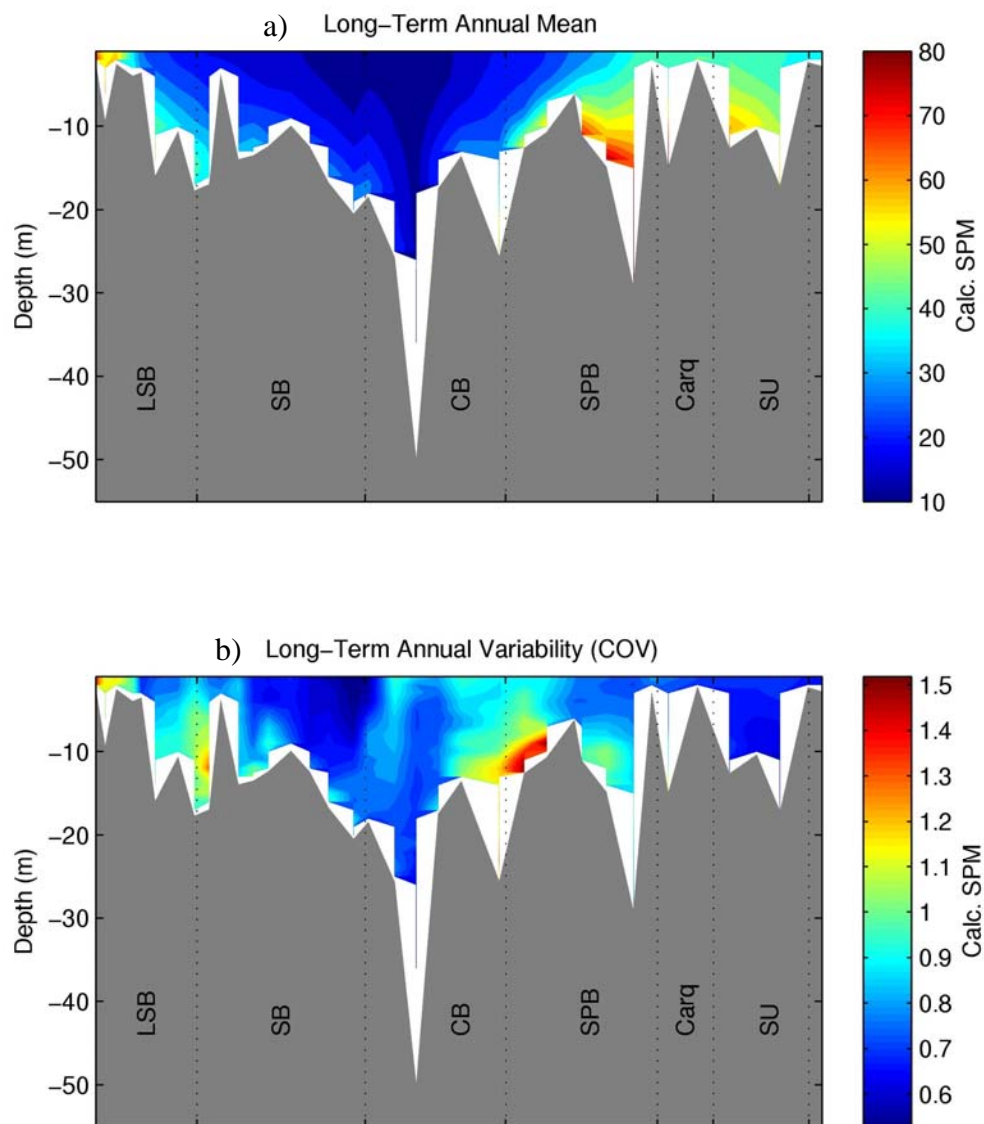 a) Long-Term Annual Mean
Depth (m)
-10
-20
-30
-40
-50
LSB
SB
CB
SPB
Carq
SU
80
70
60
50
40
30
20
10
Calc. SPM
b) Long-Term Annual Variability (COV)
Depth (m)
-10
-20
-30
-40
-50
LSB
SB
CB
SPB
Carq
SU
1.5
1.4
1.3
1.2
1.1
1
0.9
0.8
0.7
0.6
Calc. SPM